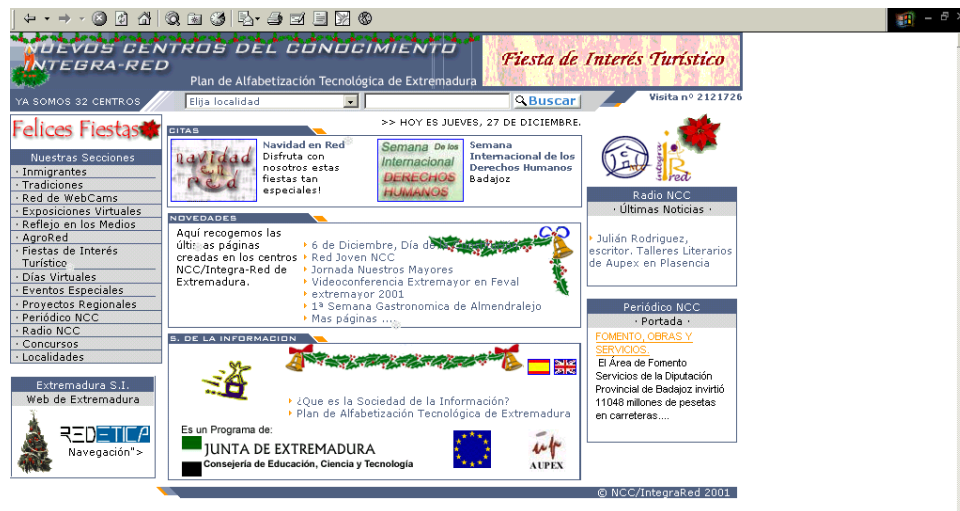 NUEVOS CENTROS DEL CONOCIMIENTO
INTEGRA-RED
Plan de Alfabetización Tecnológica de Extremadura
Fiesta de Interés Turístico
YA SOMOS 32 CENTROS
Elija localidad
Buscar
Visita nº 2121726
>> HOY ES JUEVES, 27 DE DICIEMBRE.
Felices Fiestas
Nuestras Secciones
· Inmigrantes
· Tradiciones
· Red de WebCams
· Exposiciones Virtuales
· Reflejo en los Medios
· AgroRed
· Fiestas de Interés
Turístico
· Días Virtuales
· Eventos Especiales
· Proyectos Regionales
· Periódico NCC
· Radio NCC
· Concursos
· Localidades
Extremadura S.I.
Web de Extremadura
REDETICA
Navegación">
CITAS
navidad
en
red
Navidad en Red
Disfruta con
nosotros estas
fiestas tan
especiales!
Semana De los
Internacional
DERECHOS
HUMANOS
Semana
Internacional de los
Derechos Humanos
Badajoz
NOVEDADES
Aquí recogemos las
últimas páginas
creadas en los centros
NCC/Integra-Red de
Extremadura.
6 de Diciembre, Día de
Red Joven NCC
Jornada Nuestros Mayores
Videoconferencia Extremayor en Feval
extremayor 2001
1ª Semana Gastronomica de Almendralejo
Mas páginas ....
S. DE LA INFORMACION
¿Que es la Sociedad de la Información?
Plan de Alfabetización Tecnológica de Extremadura
Es un Programa de:
JUNTA DE EXTREMADURA
Consejería de Educación, Ciencia y Tecnología
AUPEX
integra
red
Radio NCC
· Últimas Noticias ·
Julián Rodriguez,
escritor. Talleres Literarios
de Aupex en Plasencia
Periódico NCC
· Portada ·
FOMENTO, OBRAS Y
SERVICIOS.
El Área de Fomento
Servicios de la Diputación
Provincial de Badajoz invirtió
11048 millones de pesetas
en carreteras....
© NCC/IntegraRed 2001